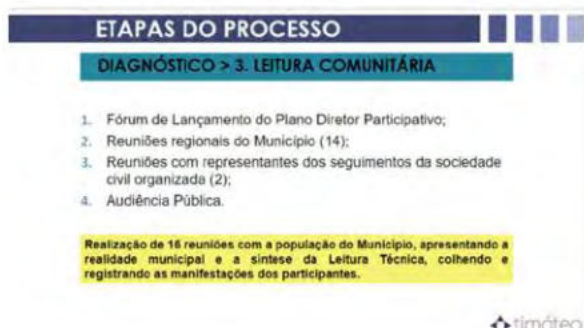 ETAPAS DO PROCESSO
DIAGNÓSTICO > 3. LEITURA COMUNITÁRIA
1. Fórum de Lançamento do Plano Diretor Participativo;
2. Reuniões regionais do Município (14);
3. Reuniões com representantes dos seguimentos da sociedade
civil organizada (2);
4. Audiência Pública.
Realização de 16 reuniões com a população do Município, apresentando a
realidade municipal e a síntese da Leitura Técnica, colhendo e
registrando as manifestações dos participantes.
timóteo